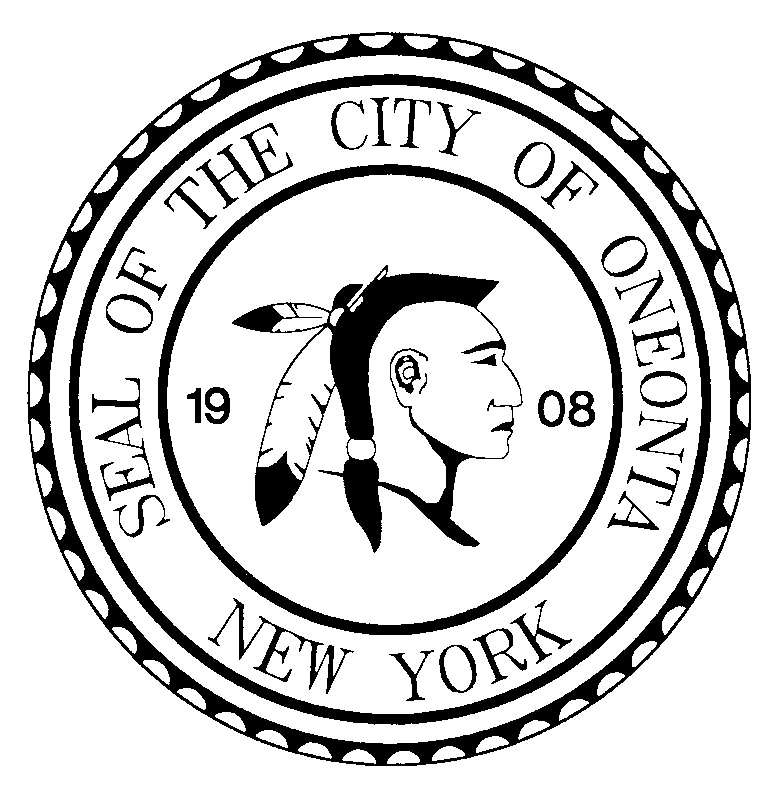 SEAL OF THE CITY OF ONEONTA
19 08
NEW YORK